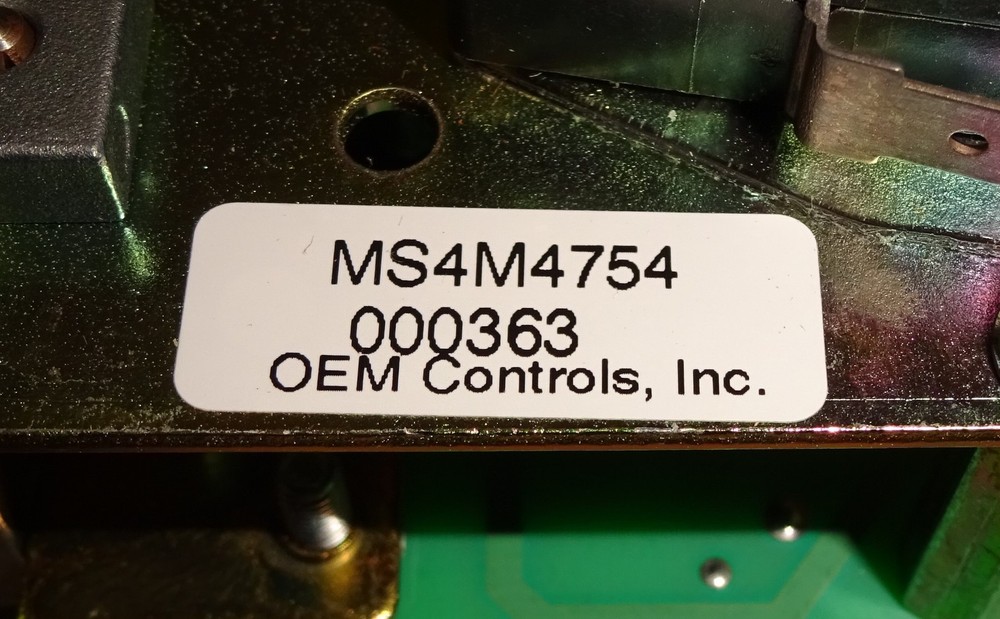 MS4M4754
000363
OEM Controls, Inc.